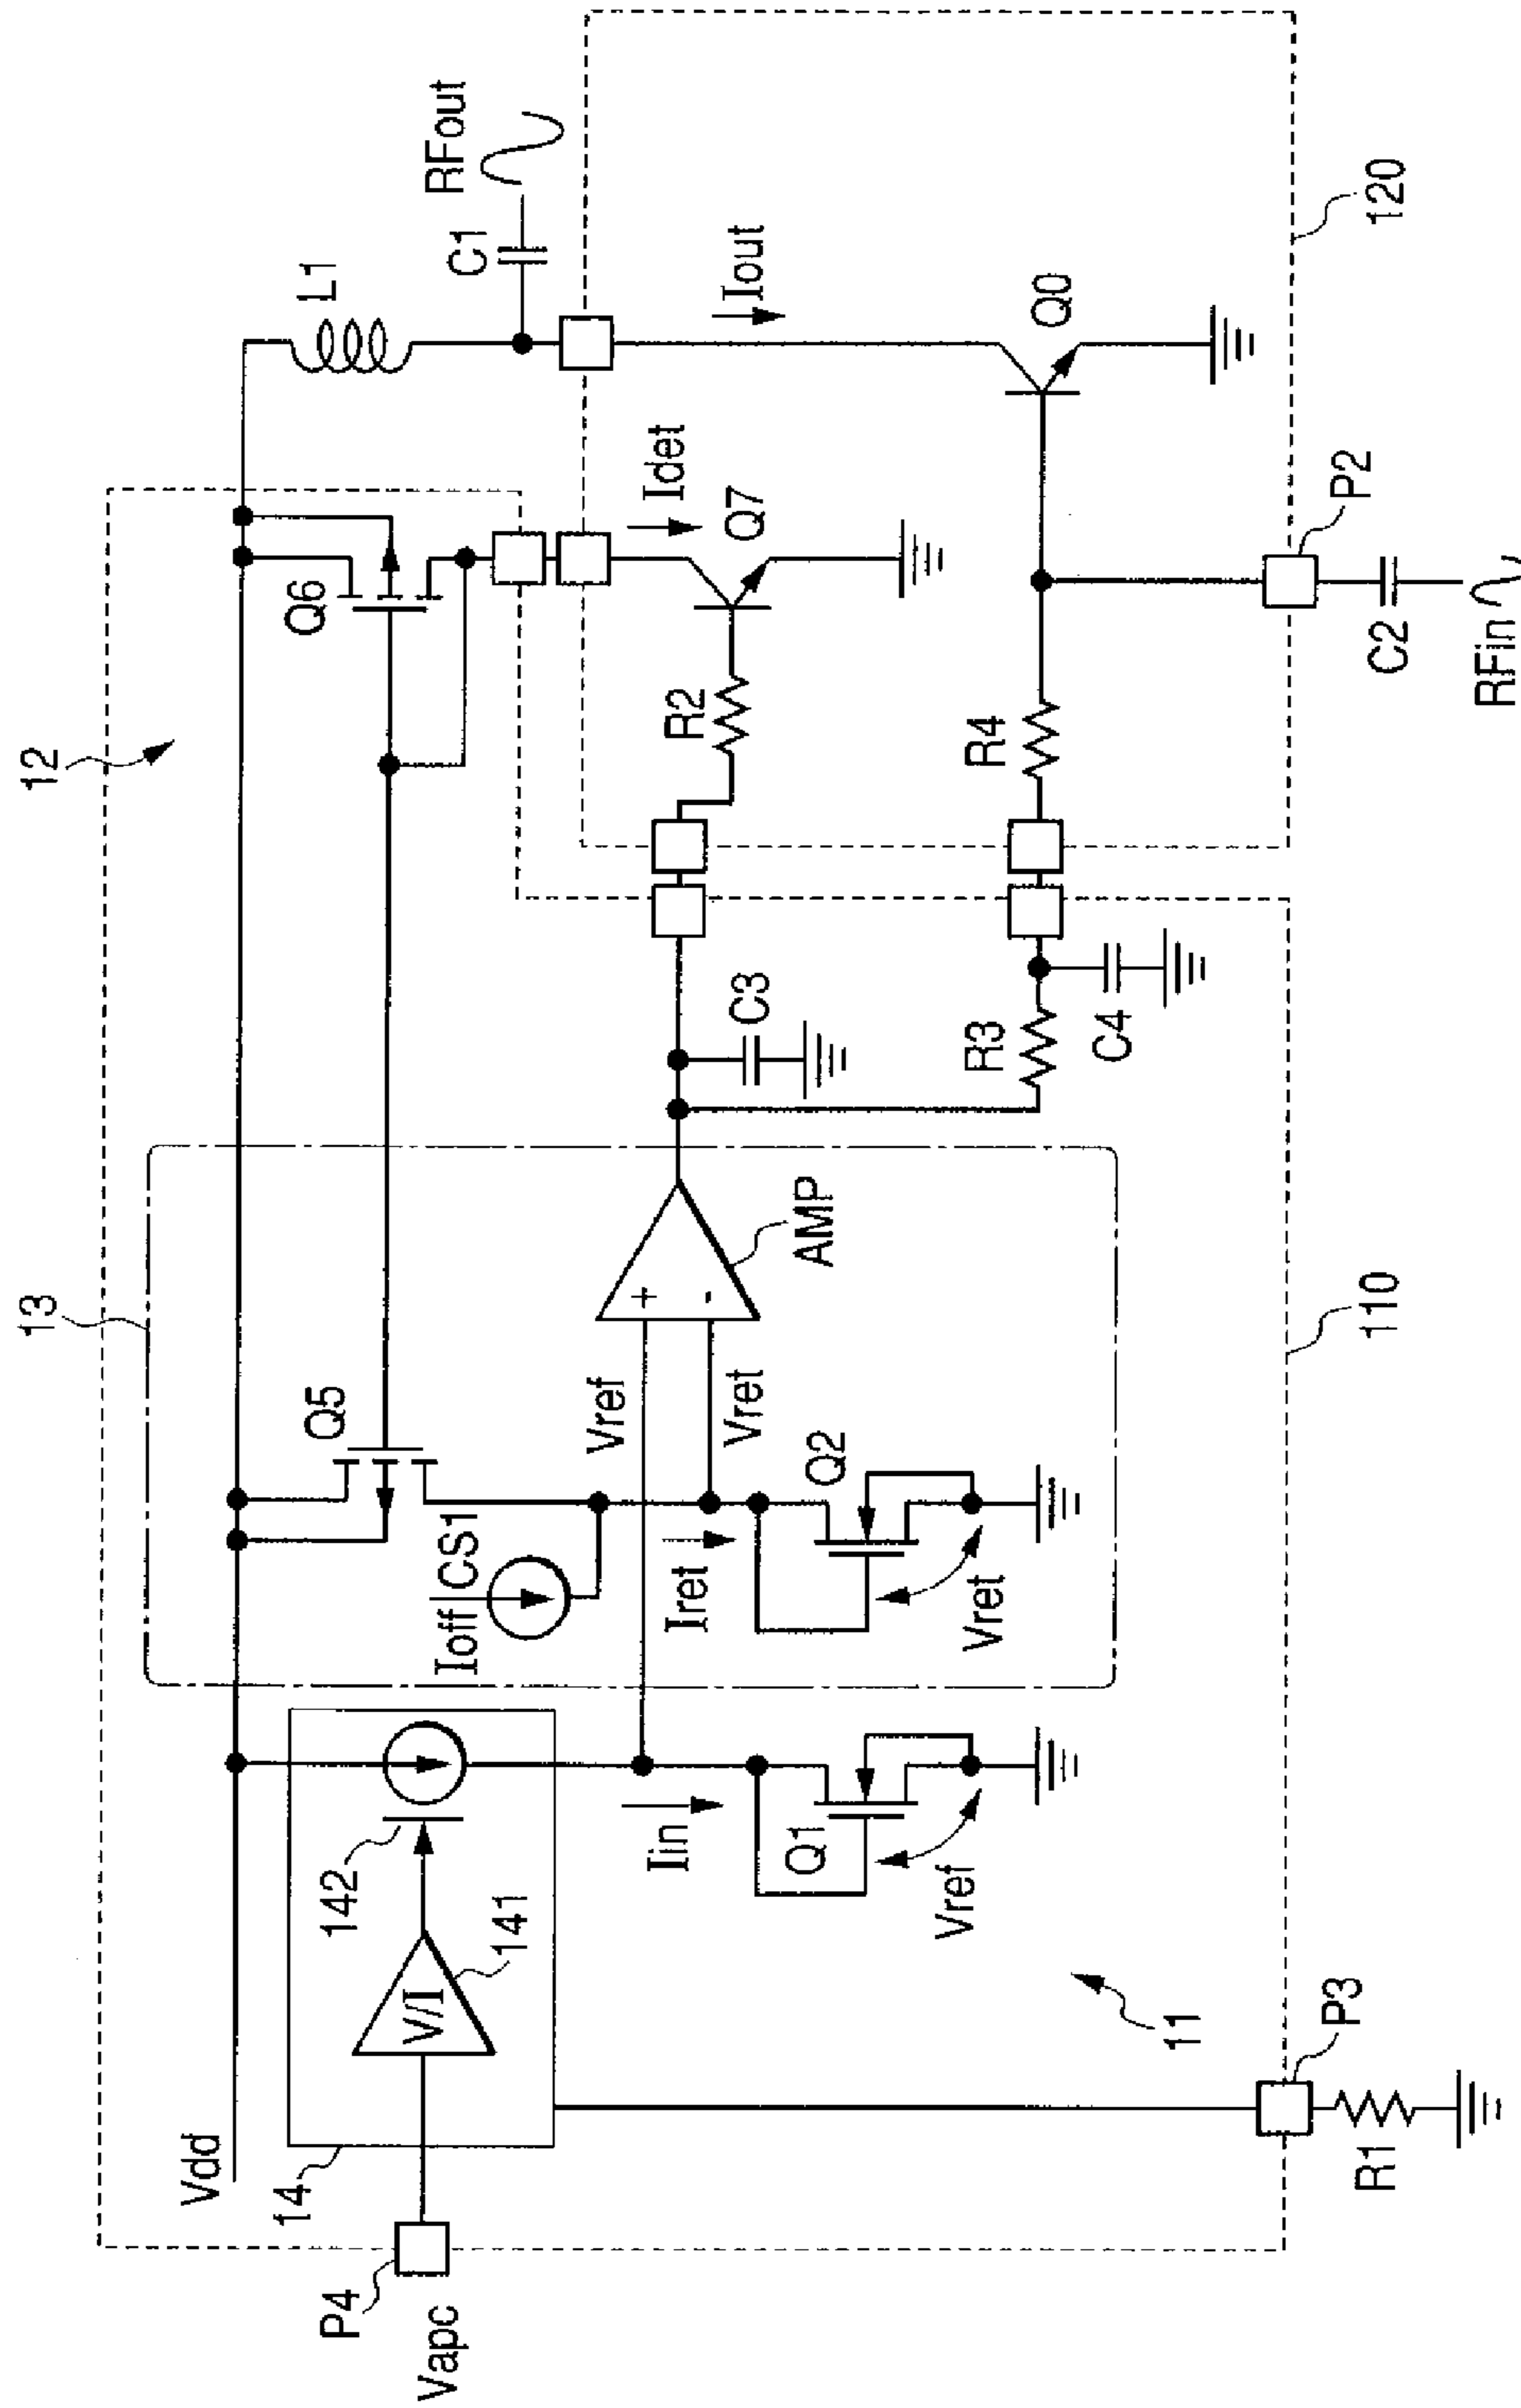 12
13
RFout
C1
L1
Iout
Q0
120
Idet
Q7
Q6
R2
R4
P2
C2
RFin
C3
R3
C4
AMP
110
Q5
Vref
Vret
+
-
Q2
Ioff
CS1
Iret
Vret
142
141
V/I
Iin
Q1
Vref
11
Vdd
14
P4
Vapc
P3
R1